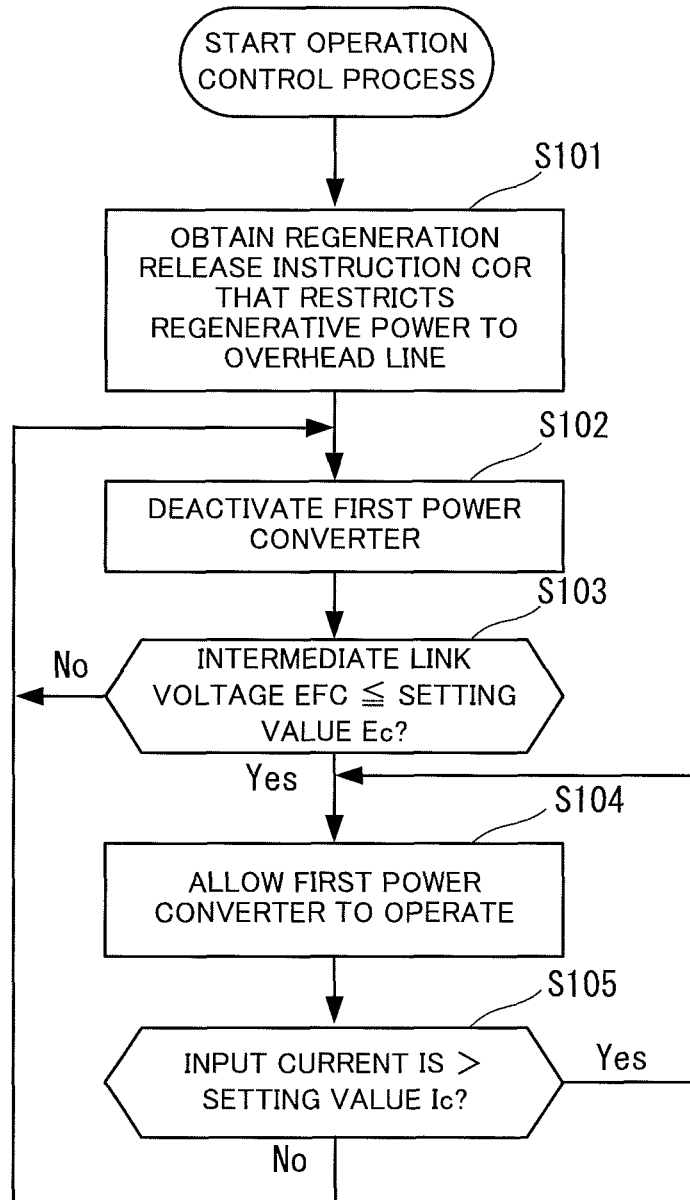 START OPERATION
CONTROL PROCESS
S101
OBTAIN REGENERATION
RELEASE INSTRUCTION COR
THAT RESTRICTS
REGENERATIVE POWER TO
OVERHEAD LINE
S102
DEACTIVATE FIRST POWER
CONVERTER
S103
No
INTERMEDIATE LINK
VOLTAGE EFC ≦ SETTING
VALUE Ec?
Yes
S104
ALLOW FIRST POWER
CONVERTER TO OPERATE
S105
INPUT CURRENT IS >
SETTING VALUE Ic?
Yes
No